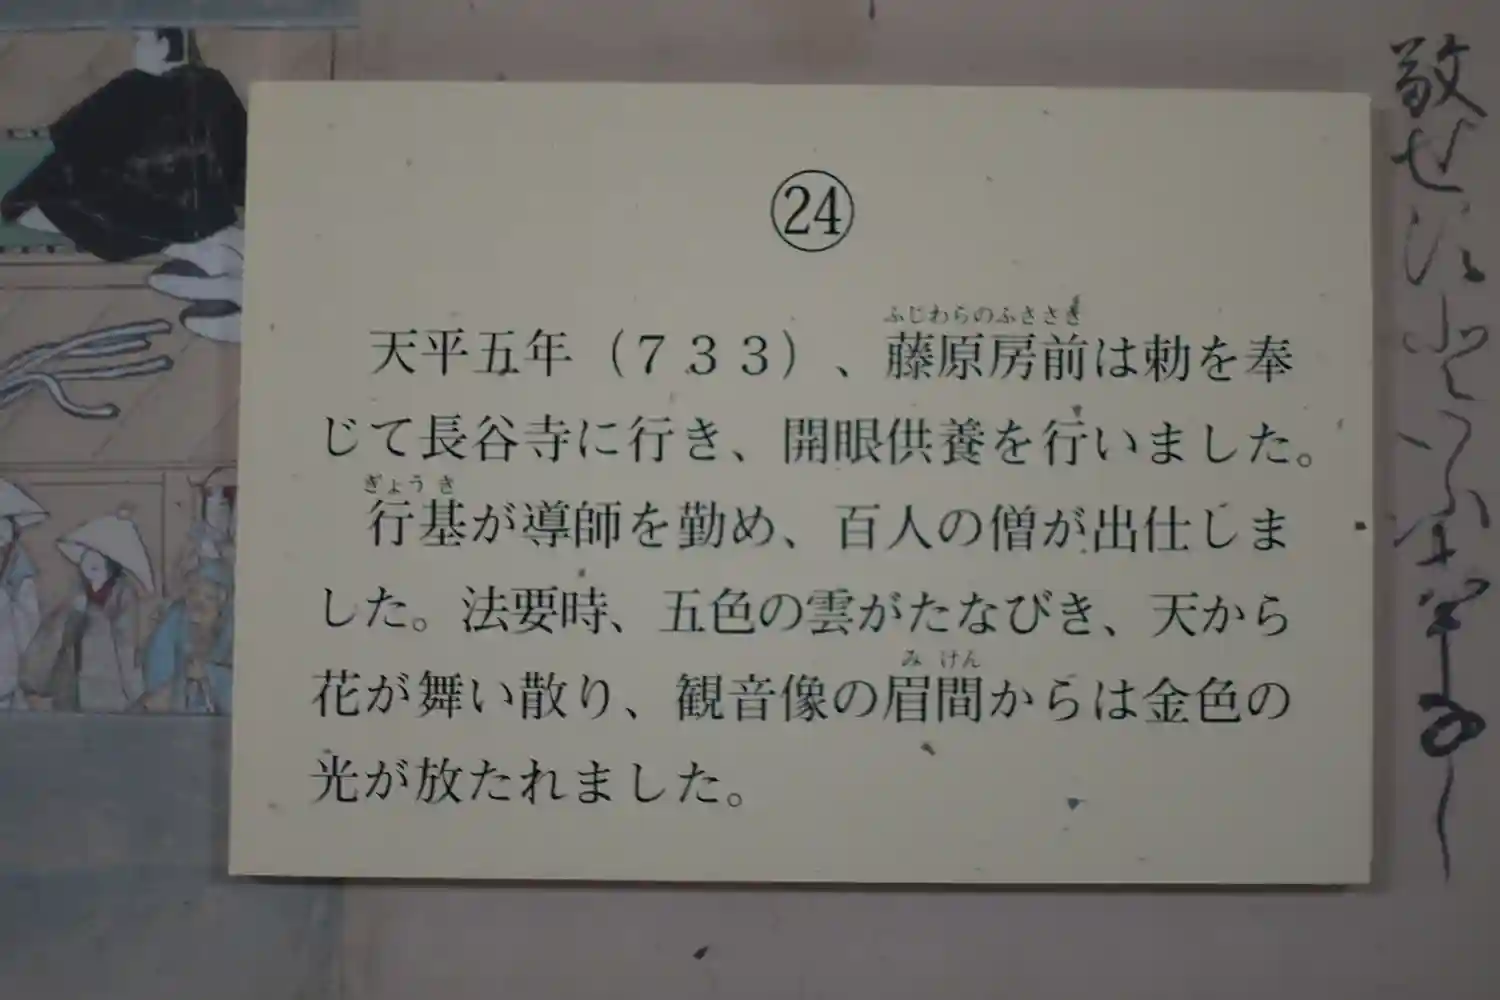 ㉔
天平五年（７３３）、藤原房前は勅を奉
じて長谷寺に行き、開眼供養を行いました。
行基が導師を勤め、百人の僧が出仕しま
した。法要時、五色の雲がたなびき、天から
花が舞い散り、観音像の眉間からは金色の
光が放たれました。
ふじわらのふささき
ぎょうき
みけん